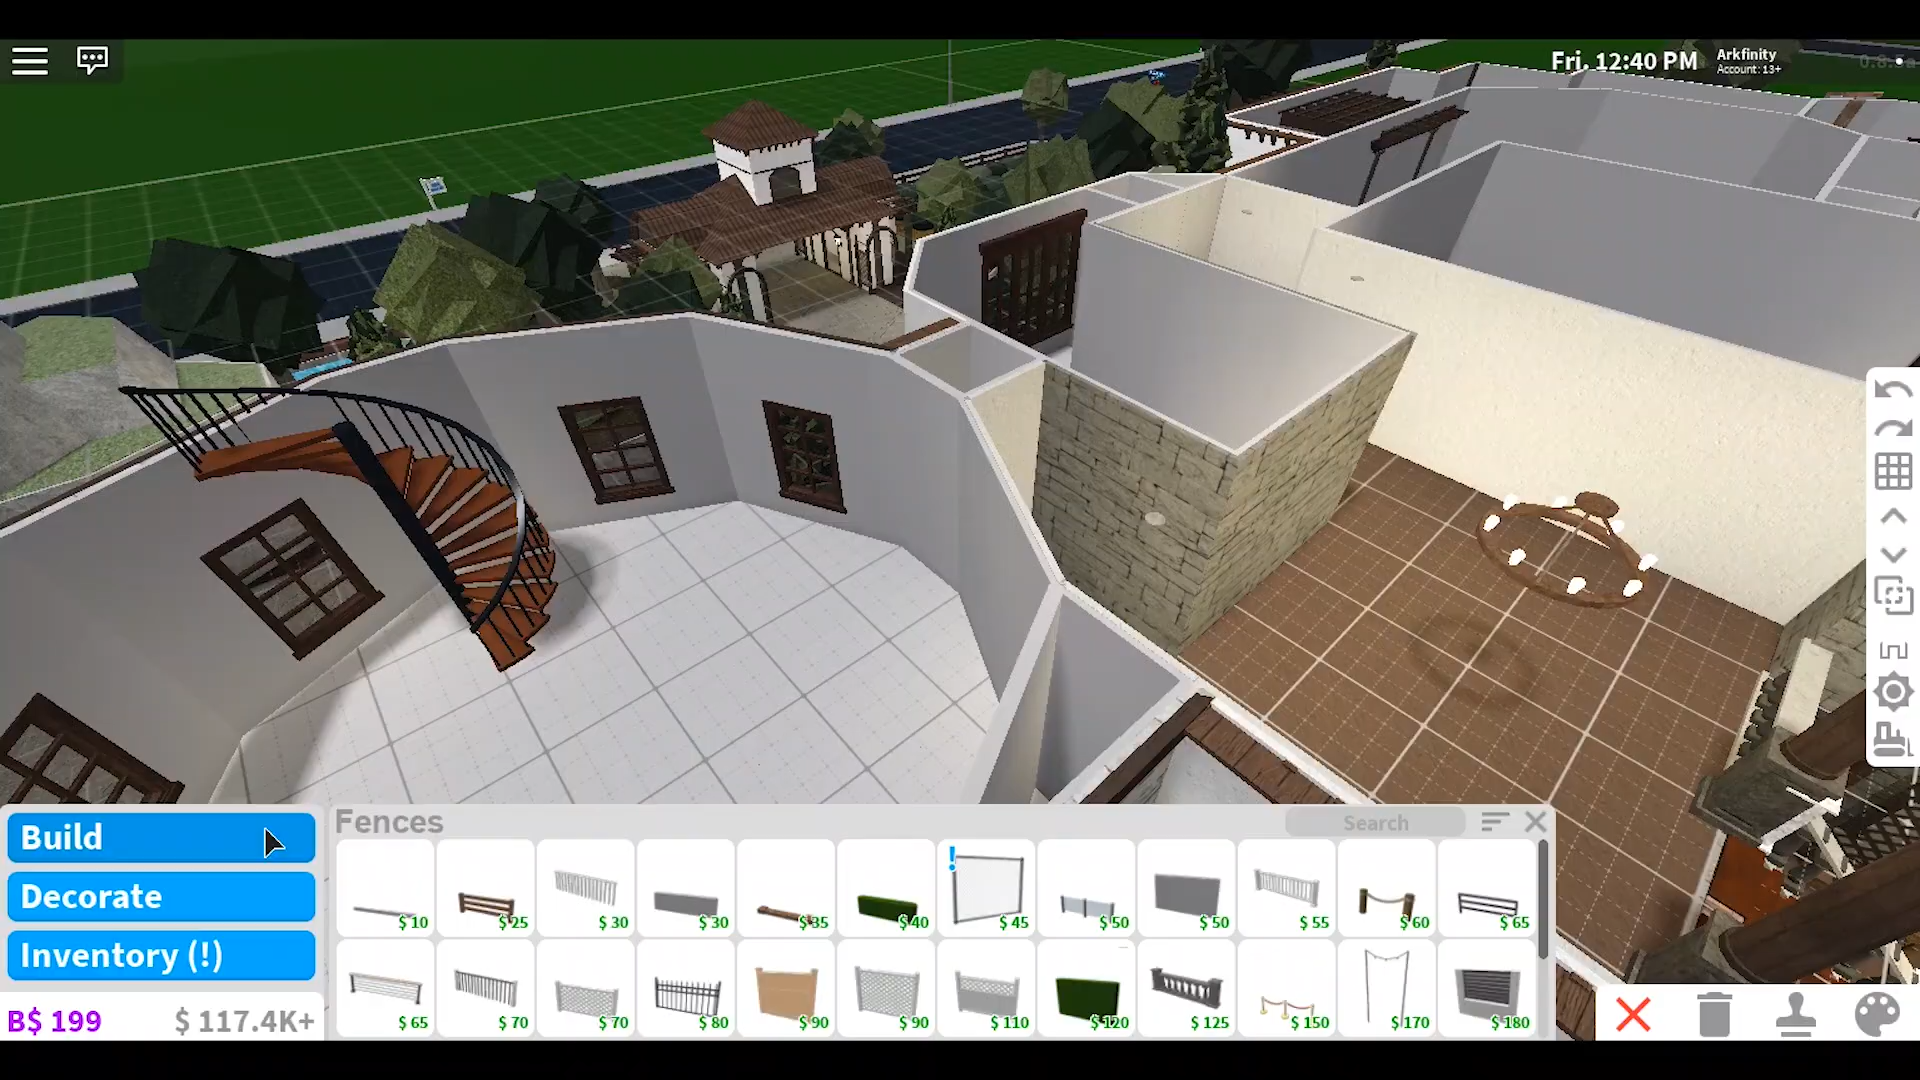 Fri. 12:40 PM
Arkfinity
Account: 13+
Build
Decorate
Inventory (!)
B$ 199
$ 117.4K+
Fences
Search
$ 10
$ 25
$ 30
$ 30
$ 35
$ 40
!
$ 45
$ 50
$ 50
$ 55
$ 60
$ 65
$ 65
$ 70
$ 70
$ 80
$ 90
$ 90
$ 110
$ 120
$ 125
$ 150
$ 170
$ 180